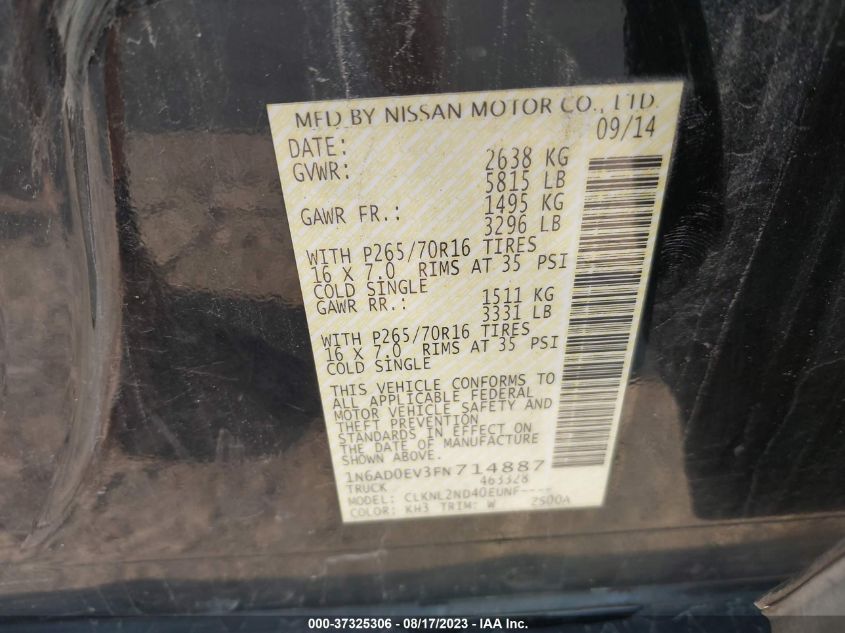 MFD BY NISSAN MOTOR CO., LTD.
DATE: 09/14
GVWR: 2638 KG
5815 LB
GAWR FR.: 1495 KG
3296 LB
WITH P265/70R16 TIRES
16 X 7.0 RIMS AT 35 PSI
COLD SINGLE
GAWR RR.: 1511 KG
3331 LB
WITH P265/70R16 TIRES
16 X 7.0 RIMS AT 35 PSI
COLD SINGLE
THIS VEHICLE CONFORMS TO
ALL APPLICABLE FEDERAL
MOTOR VEHICLE SAFETY AND
THEFT PREVENTION
STANDARDS IN EFFECT ON
THE DATE OF MANUFACTURE
SHOWN ABOVE.
1N6AD0EV3FN714887
TRUCK 463328
MODEL: CLKNL2ND40EUNF----
COLOR: KH3 TRIM: W 2S00A
000-37325306 - 08/17/2023 - IAA Inc.